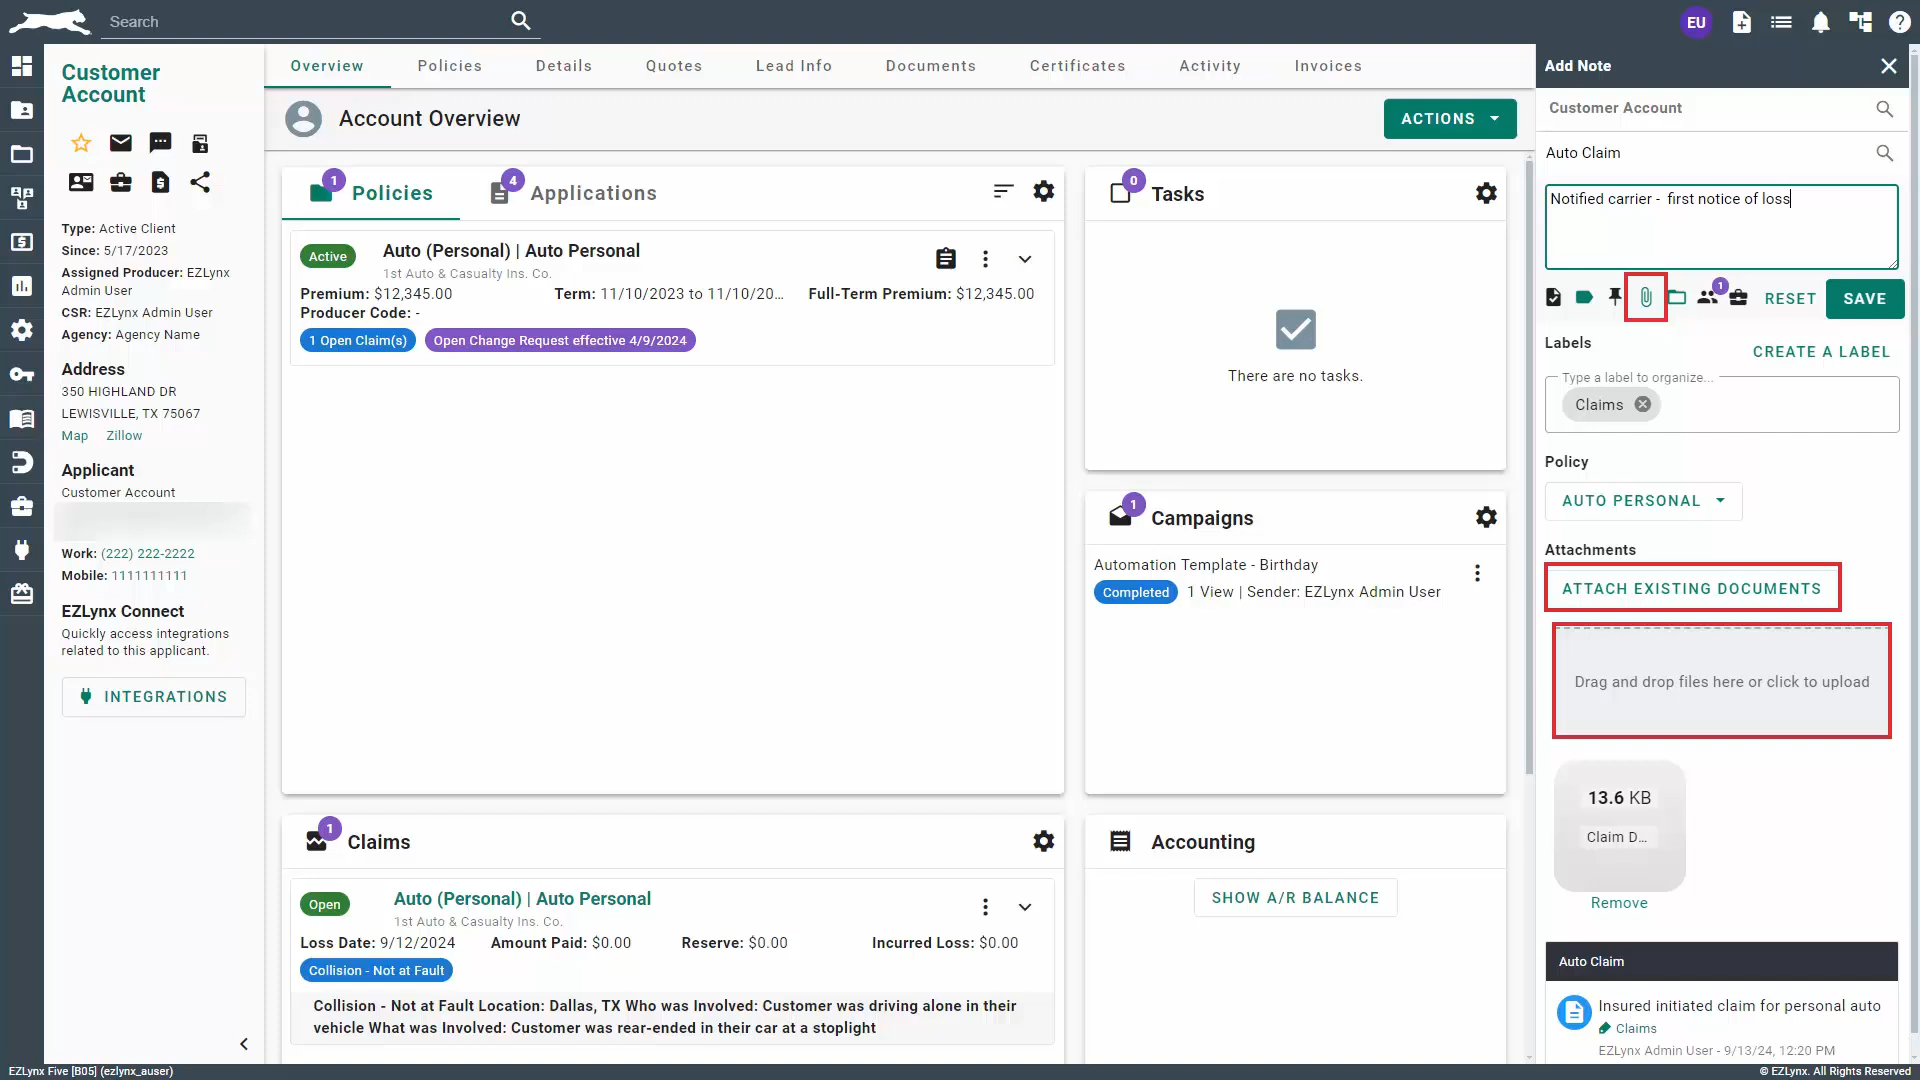 Search
EU
Customer
Account
Type: Active Client
Since: 5/17/2023
Assigned Producer: EZLynx
Admin User
CSR: EZLynx Admin User
Agency: Agency Name
Address
350 HIGHLAND DR
LEWISVILLE, TX 75067
Map Zillow
Applicant
Customer Account
Work: (222) 222-2222
Mobile: 1111111111
EZLynx Connect
Quickly access integrations
related to this applicant.
INTEGRATIONS
Overview Policies Details Quotes Lead Info Documents Certificates Activity Invoices
Account Overview
ACTIONS
1 Policies
4 Applications
Active
Auto (Personal) | Auto Personal
1st Auto & Casualty Ins. Co.
Premium: $12,345.00 Term: 11/10/2023 to 11/10/20... Full-Term Premium: $12,345.00
Producer Code: -
1 Open Claim(s) Open Change Request effective 4/9/2024
0 Tasks
There are no tasks.
1 Campaigns
Automation Template - Birthday
Completed 1 View | Sender: EZLynx Admin User
1 Claims
Open
Auto (Personal) | Auto Personal
1st Auto & Casualty Ins. Co.
Loss Date: 9/12/2024 Amount Paid: $0.00 Reserve: $0.00 Incurred Loss: $0.00
Collision - Not at Fault
Collision - Not at Fault Location: Dallas, TX Who was Involved: Customer was driving alone in their
vehicle What was Involved: Customer was rear-ended in their car at a stoplight
Accounting
SHOW A/R BALANCE
Add Note
Customer Account
Auto Claim
Notified carrier - first notice of loss
1
RESET SAVE
Labels
CREATE A LABEL
Type a label to organize...
Claims
Policy
AUTO PERSONAL
Attachments
ATTACH EXISTING DOCUMENTS
Drag and drop files here or click to upload
13.6 KB
Claim D...
Remove
Auto Claim
Insured initiated claim for personal auto
Claims
EZLynx Admin User - 9/13/24, 12:20 PM
EZLynx Five [B05] (ezlynx_auser)
© EZLynx. All Rights Reserved